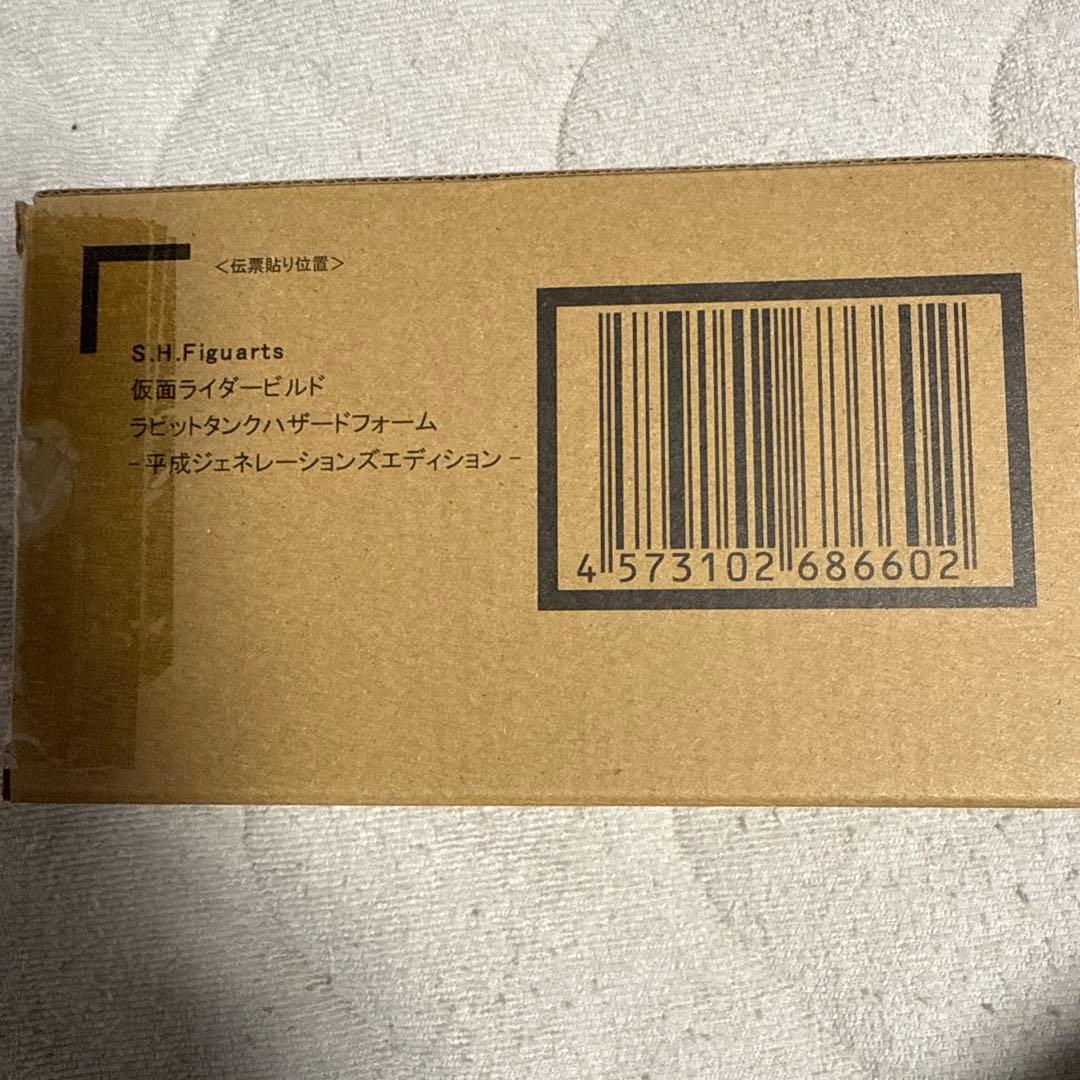 ＜伝票貼り位置＞
S.H.Figuarts
仮面ライダービルド
ラビットタンクハザードフォーム
-平成ジェネレーションズエディション-
4 573102 686602